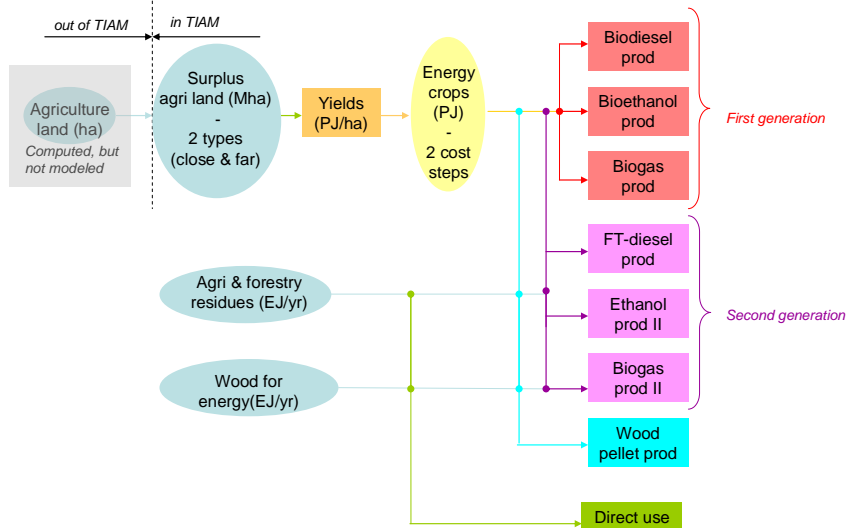 out of TIAM
in TIAM
Agriculture
land (ha)
Computed, but
not modeled
Surplus
agri land (Mha)
-
2 types
(close & far)
Yields
(PJ/ha)
Energy
crops
(PJ)
-
2 cost
steps
Biodiesel
prod
Bioethanol
prod
Biogas
prod
First generation
FT-diesel
prod
Ethanol
prod II
Biogas
prod II
Second generation
Agri & forestry
residues (EJ/yr)
Wood for
energy(EJ/yr)
Wood
pellet prod
Direct use